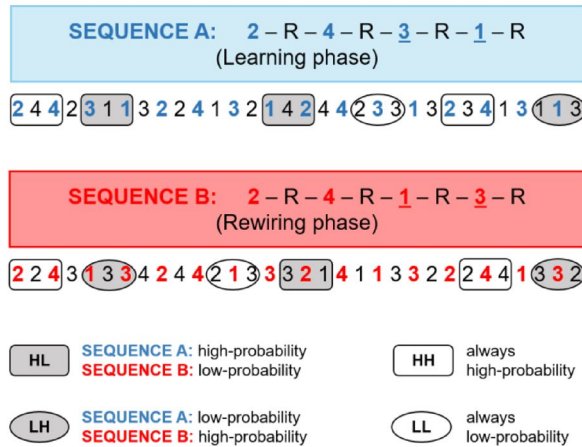 SEQUENCE A: 2 – R – 4 – R – 3 – R – 1 – R
(Learning phase)
2 4 4 2 3 1 1 3 2 2 4 1 3 2 1 4 2 4 4 2 3 3 1 3 2 3 4 1 3 1 1 3
SEQUENCE B: 2 – R – 4 – R – 1 – R – 3 – R
(Rewiring phase)
2 2 4 3 1 3 3 4 2 4 4 2 1 3 3 3 2 1 4 1 1 3 3 2 2 2 4 4 1 3 3 2
HL
SEQUENCE A: high-probability
SEQUENCE B: low-probability
HH
always
high-probability
LH
SEQUENCE A: low-probability
SEQUENCE B: high-probability
LL
always
low-probability